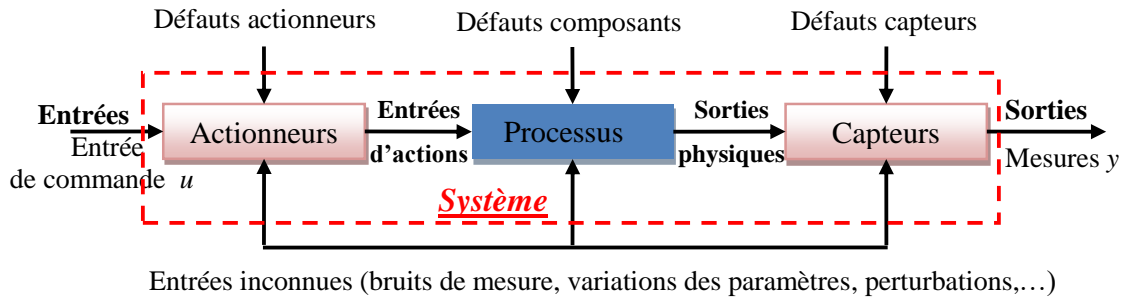 Défauts actionneurs
Défauts composants
Défauts capteurs
Entrées
Entrée
de commande u
Actionneurs
Entrées
d'actions
Processus
Sorties
physiques
Capteurs
Sorties
Mesures y
Système
Entrées inconnues (bruits de mesure, variations des paramètres, perturbations,…)